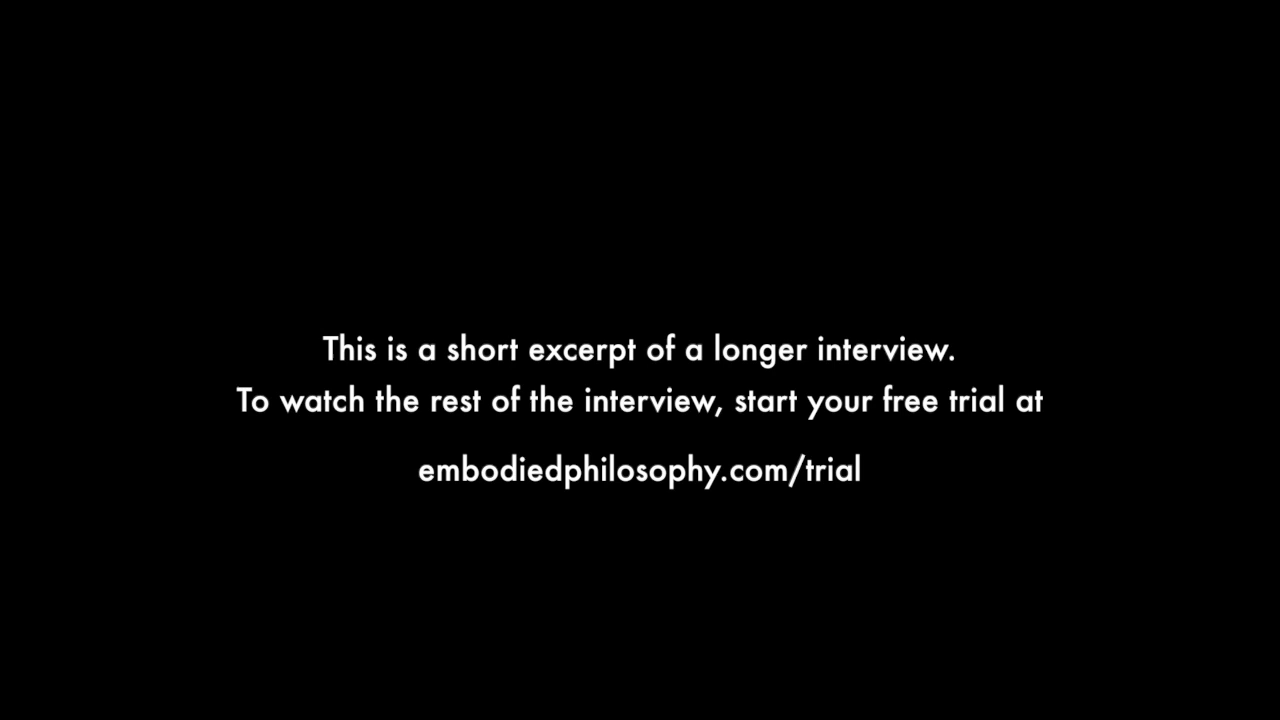 This is a short excerpt of a longer interview.
To watch the rest of the interview, start your free trial at
embodiedphilosophy.com/trial